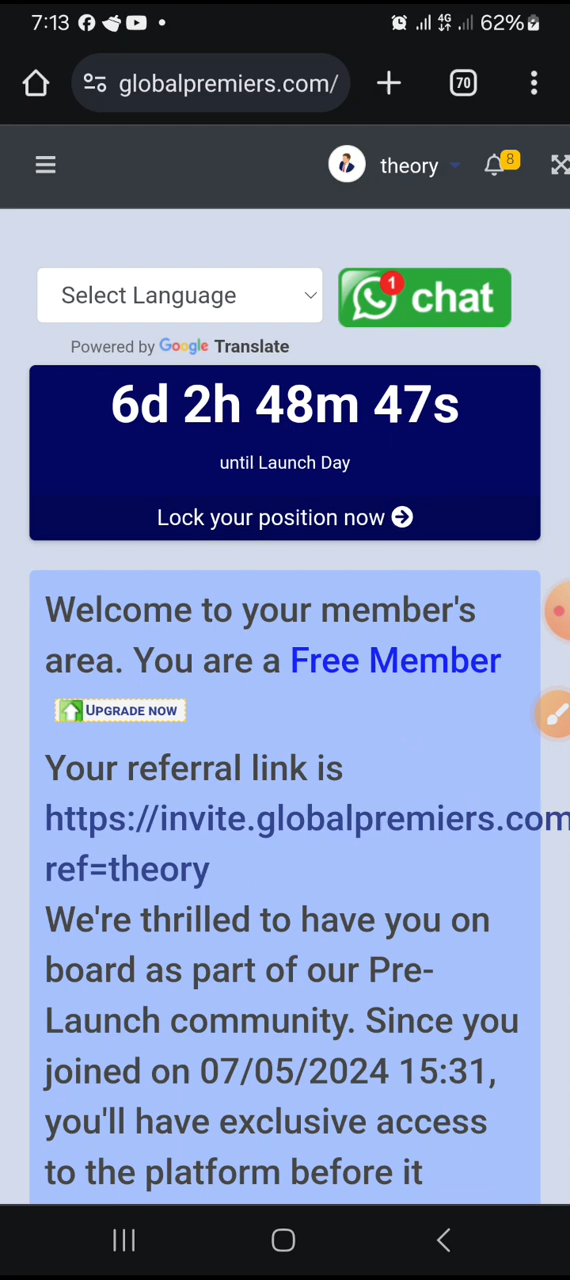 7:13
4G
62%
globalpremiers.com/
70
theory
8
Select Language
1
chat
Powered by Google Translate
6d 2h 48m 47s
until Launch Day
Lock your position now
Welcome to your member's
area. You are a Free Member
UPGRADE NOW
Your referral link is
https://invite.globalpremiers.com
ref=theory
We're thrilled to have you on
board as part of our Pre-
Launch community. Since you
joined on 07/05/2024 15:31,
you'll have exclusive access
to the platform before it